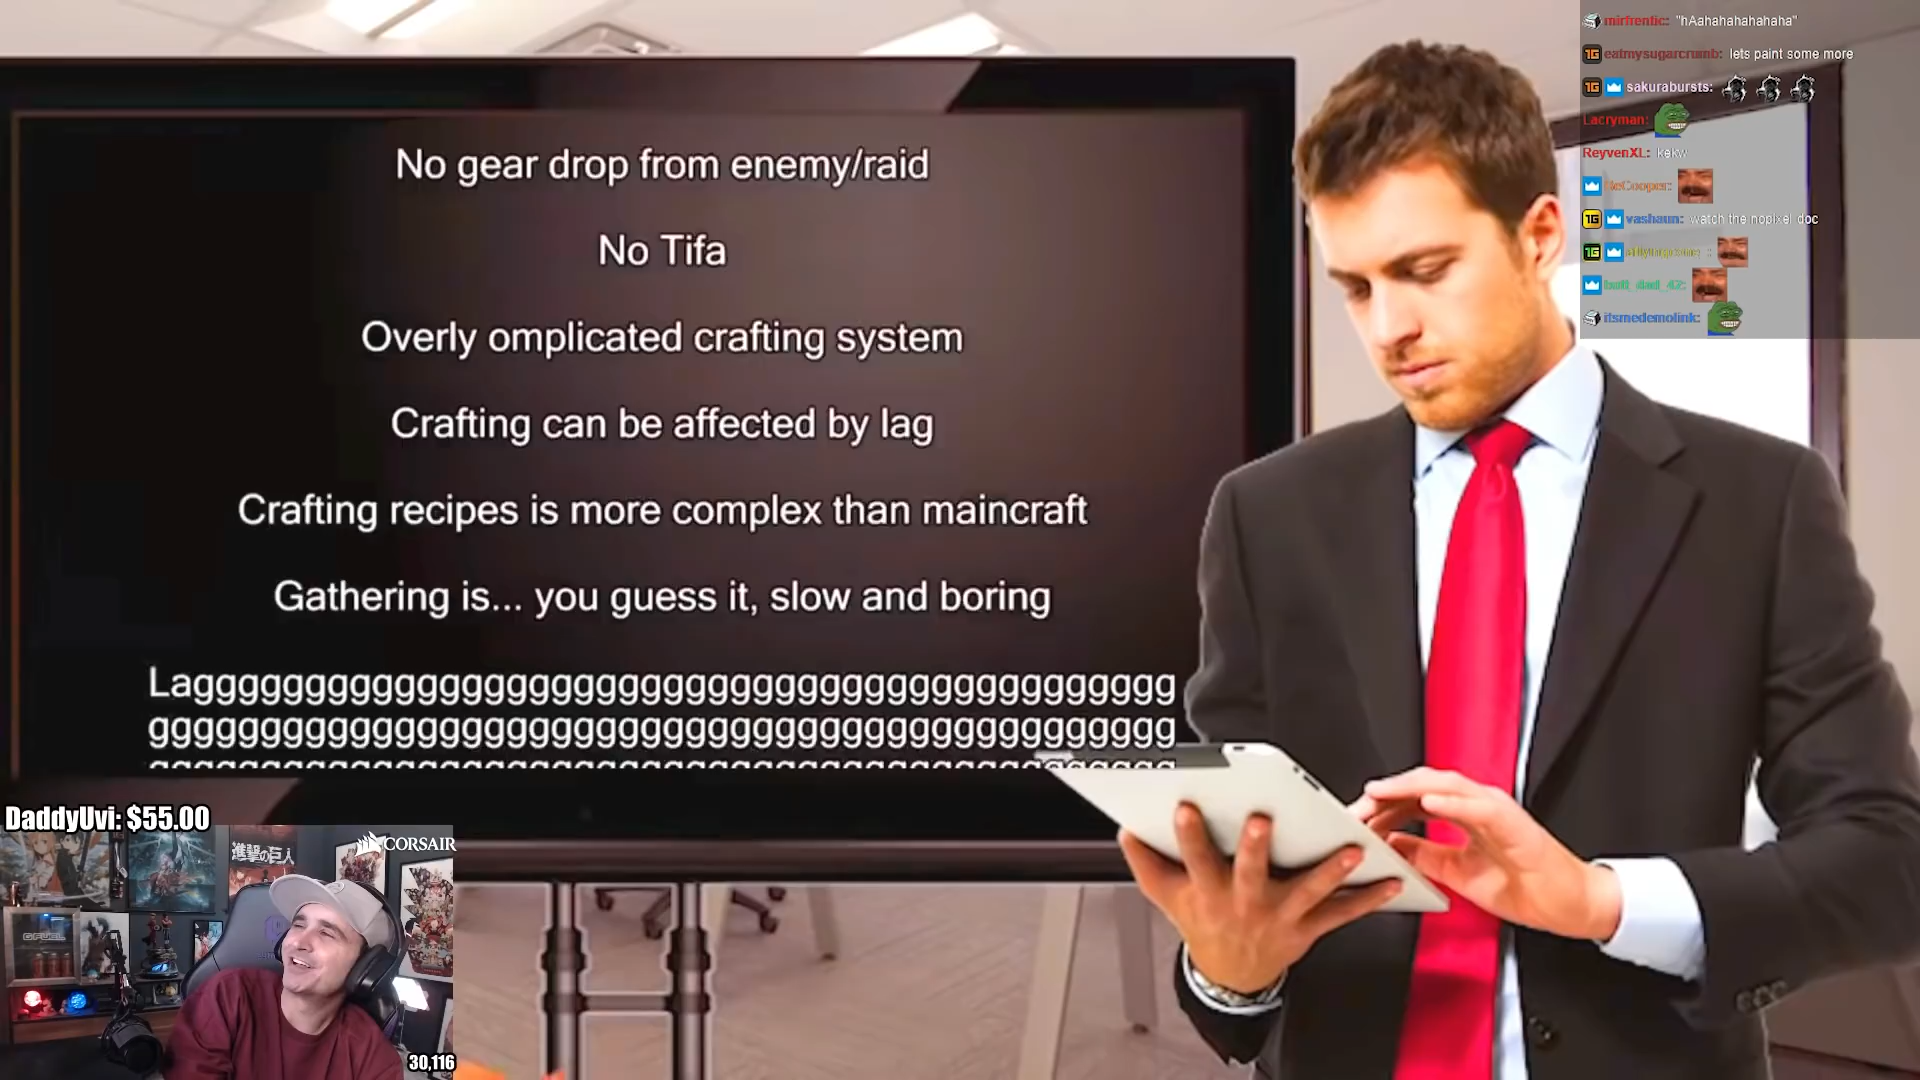 No gear drop from enemy/raid
No Tifa
Overly omplicated crafting system
Crafting can be affected by lag
Crafting recipes is more complex than maincraft
Gathering is... you guess it, slow and boring
Lagggggggggggggggggggggggggggggggggggggggggggggg
gggggggggggggggggggggggggggggggggggggggggggggg
mirfrentic: "hAahahahahahaha"
eatmysugarcrumb: lets paint some more
sakurabursts:
Lacryman:
ReyvenXL: kekw
vashaun: watch the nopixel doc
itsmedemolink:
DaddyUvi: $55.00
CORSAIR
進撃の巨人
G FUEL
30,116